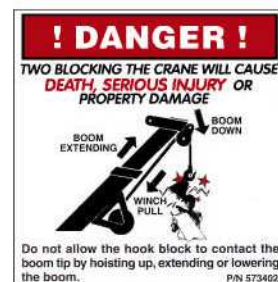 ! DANGER !
TWO BLOCKING THE CRANE WILL CAUSE
DEATH, SERIOUS INJURY OR
PROPERTY DAMAGE
BOOM
EXTENDING
BOOM
DOWN
WINCH
PULL
Do not allow the hook block to contact the
boom tip by hoisting up, extending or lowering
the boom.
P/N 573402